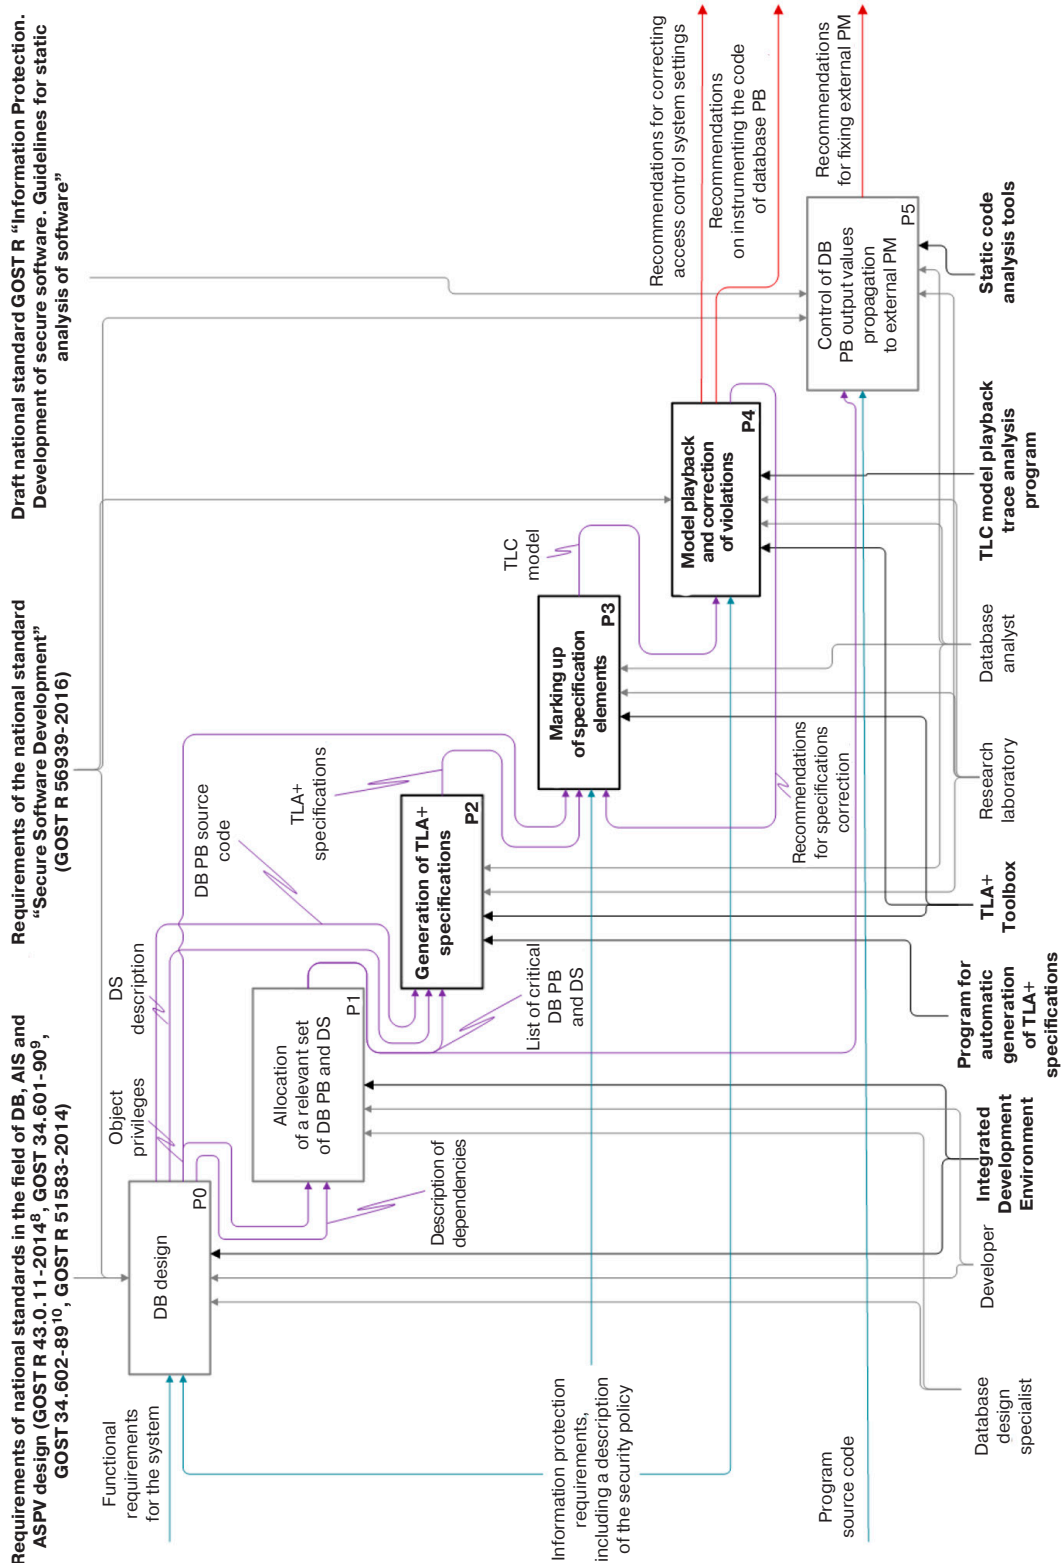 Requirements of national standards in the field of DB, AIS and
ASPV design (GOST R 43.0.11-2014⁸, GOST 34.601-90⁹,
GOST 34.602-89¹⁰, GOST R 51583-2014)
Requirements of the national standard
“Secure Software Development”
(GOST R 56939-2016)
Draft national standard GOST R “Information Protection.
Development of secure software. Guidelines for static
analysis of software”
Functional
requirements
for the system
DB design
P0
Object
privileges
DS
description
DB PB source
code
TLA+
specifications
Allocation
of a relevant set
of DB PB and DS
P1
Description of
dependencies
Generation of TLA+
specifications
P2
List of critical
DB PB
and DS
Marking up
of specification
elements
P3
TLC
model
Model playback
and correction
of violations
P4
Recommendations
for specifications
correction
Recommendations for correcting
access control system settings
Recommendations
on instrumenting the code
of database PB
Control of DB
PB output values
propagation
to external PM
P5
Recommendations
for fixing external PM
Information protection
requirements,
including a description
of the security policy
Program
source code
Database
design
specialist
Developer
Integrated
Development
Environment
Program for
automatic
generation
of TLA+
specifications
TLA+
Toolbox
Research
laboratory
Database
analyst
TLC model playback
trace analysis
program
Static code
analysis tools